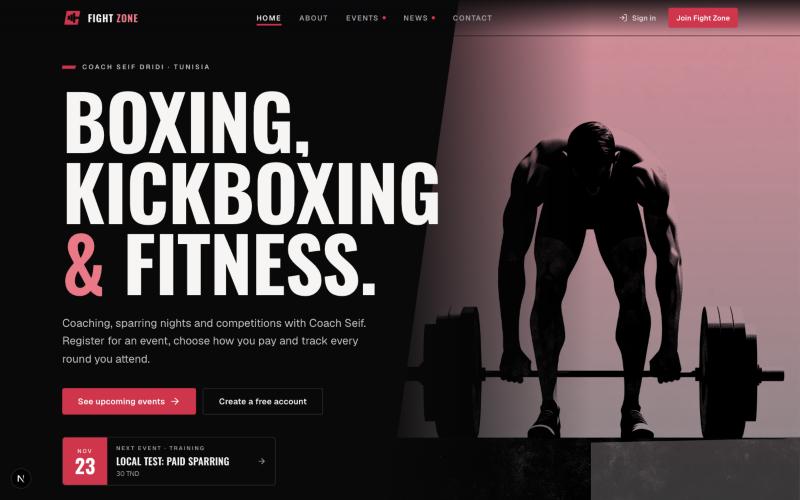 FIGHT ZONE
HOME
ABOUT
EVENTS
NEWS
CONTACT
Sign in
Join Fight Zone
COACH SEIF DRIDI · TUNISIA
BOXING,
KICKBOXING
& FITNESS.
Coaching, sparring nights and competitions with Coach Seif.
Register for an event, choose how you pay and track every
round you attend.
See upcoming events →
Create a free account
NOV
23
NEXT EVENT · TRAINING
LOCAL TEST: PAID SPARRING
30 TND
N